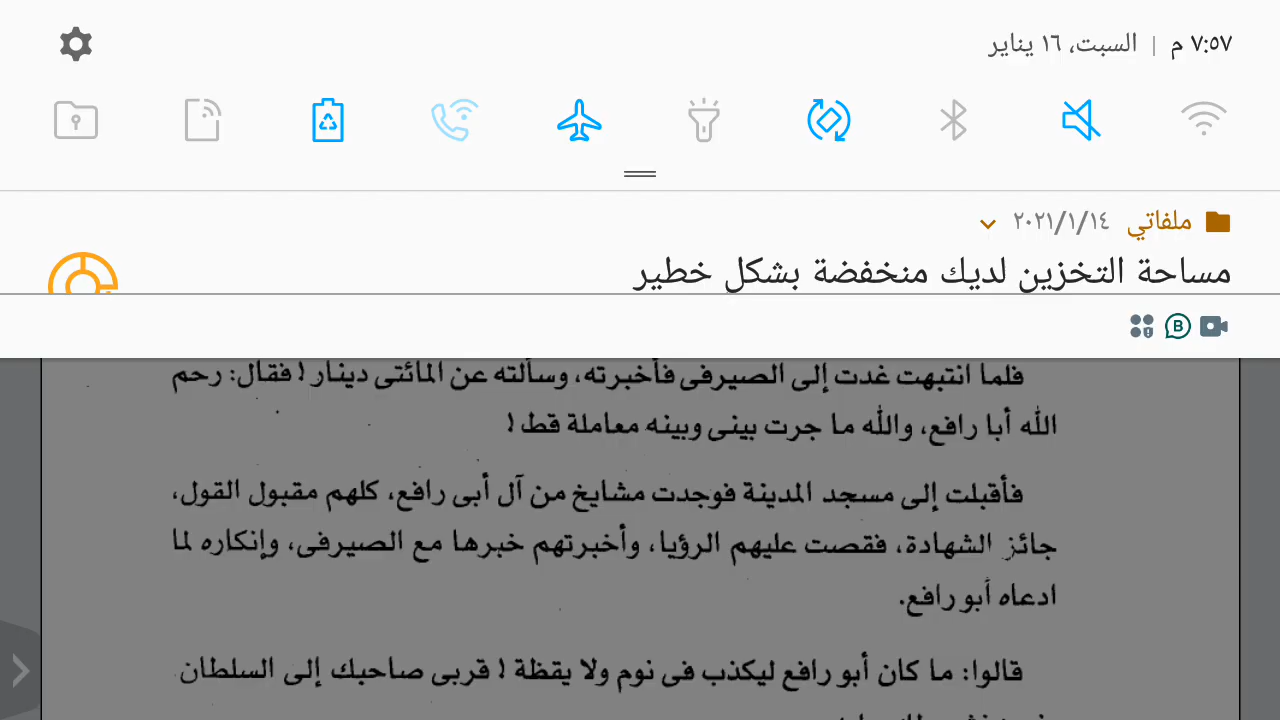 ٧:٥٧ م | السبت، ١٦ يناير
ملفاتي ٢٠٢١/١/١٤
مساحة التخزين لديك منخفضة بشكل خطير
B
فلما انتبهت غدت إلى الصيرفى فأخبرته، وسألته عن المائتى دينار! فقال: رحم
الله أبا رافع، والله ما جرت بينى وبينه معاملة قط!
فأقبلت إلى مسجد المدينة فوجدت مشايخ من آل أبى رافع، كلهم مقبول القول،
جائز الشهادة، فقصت عليهم الرؤيا، وأخبرتهم خبرها مع الصيرفى، وإنكاره لما
ادعاه أبو رافع.
قالوا: ما كان أبو رافع ليكذب فى نوم ولا يقظة! قربى صاحبك إلى السلطان